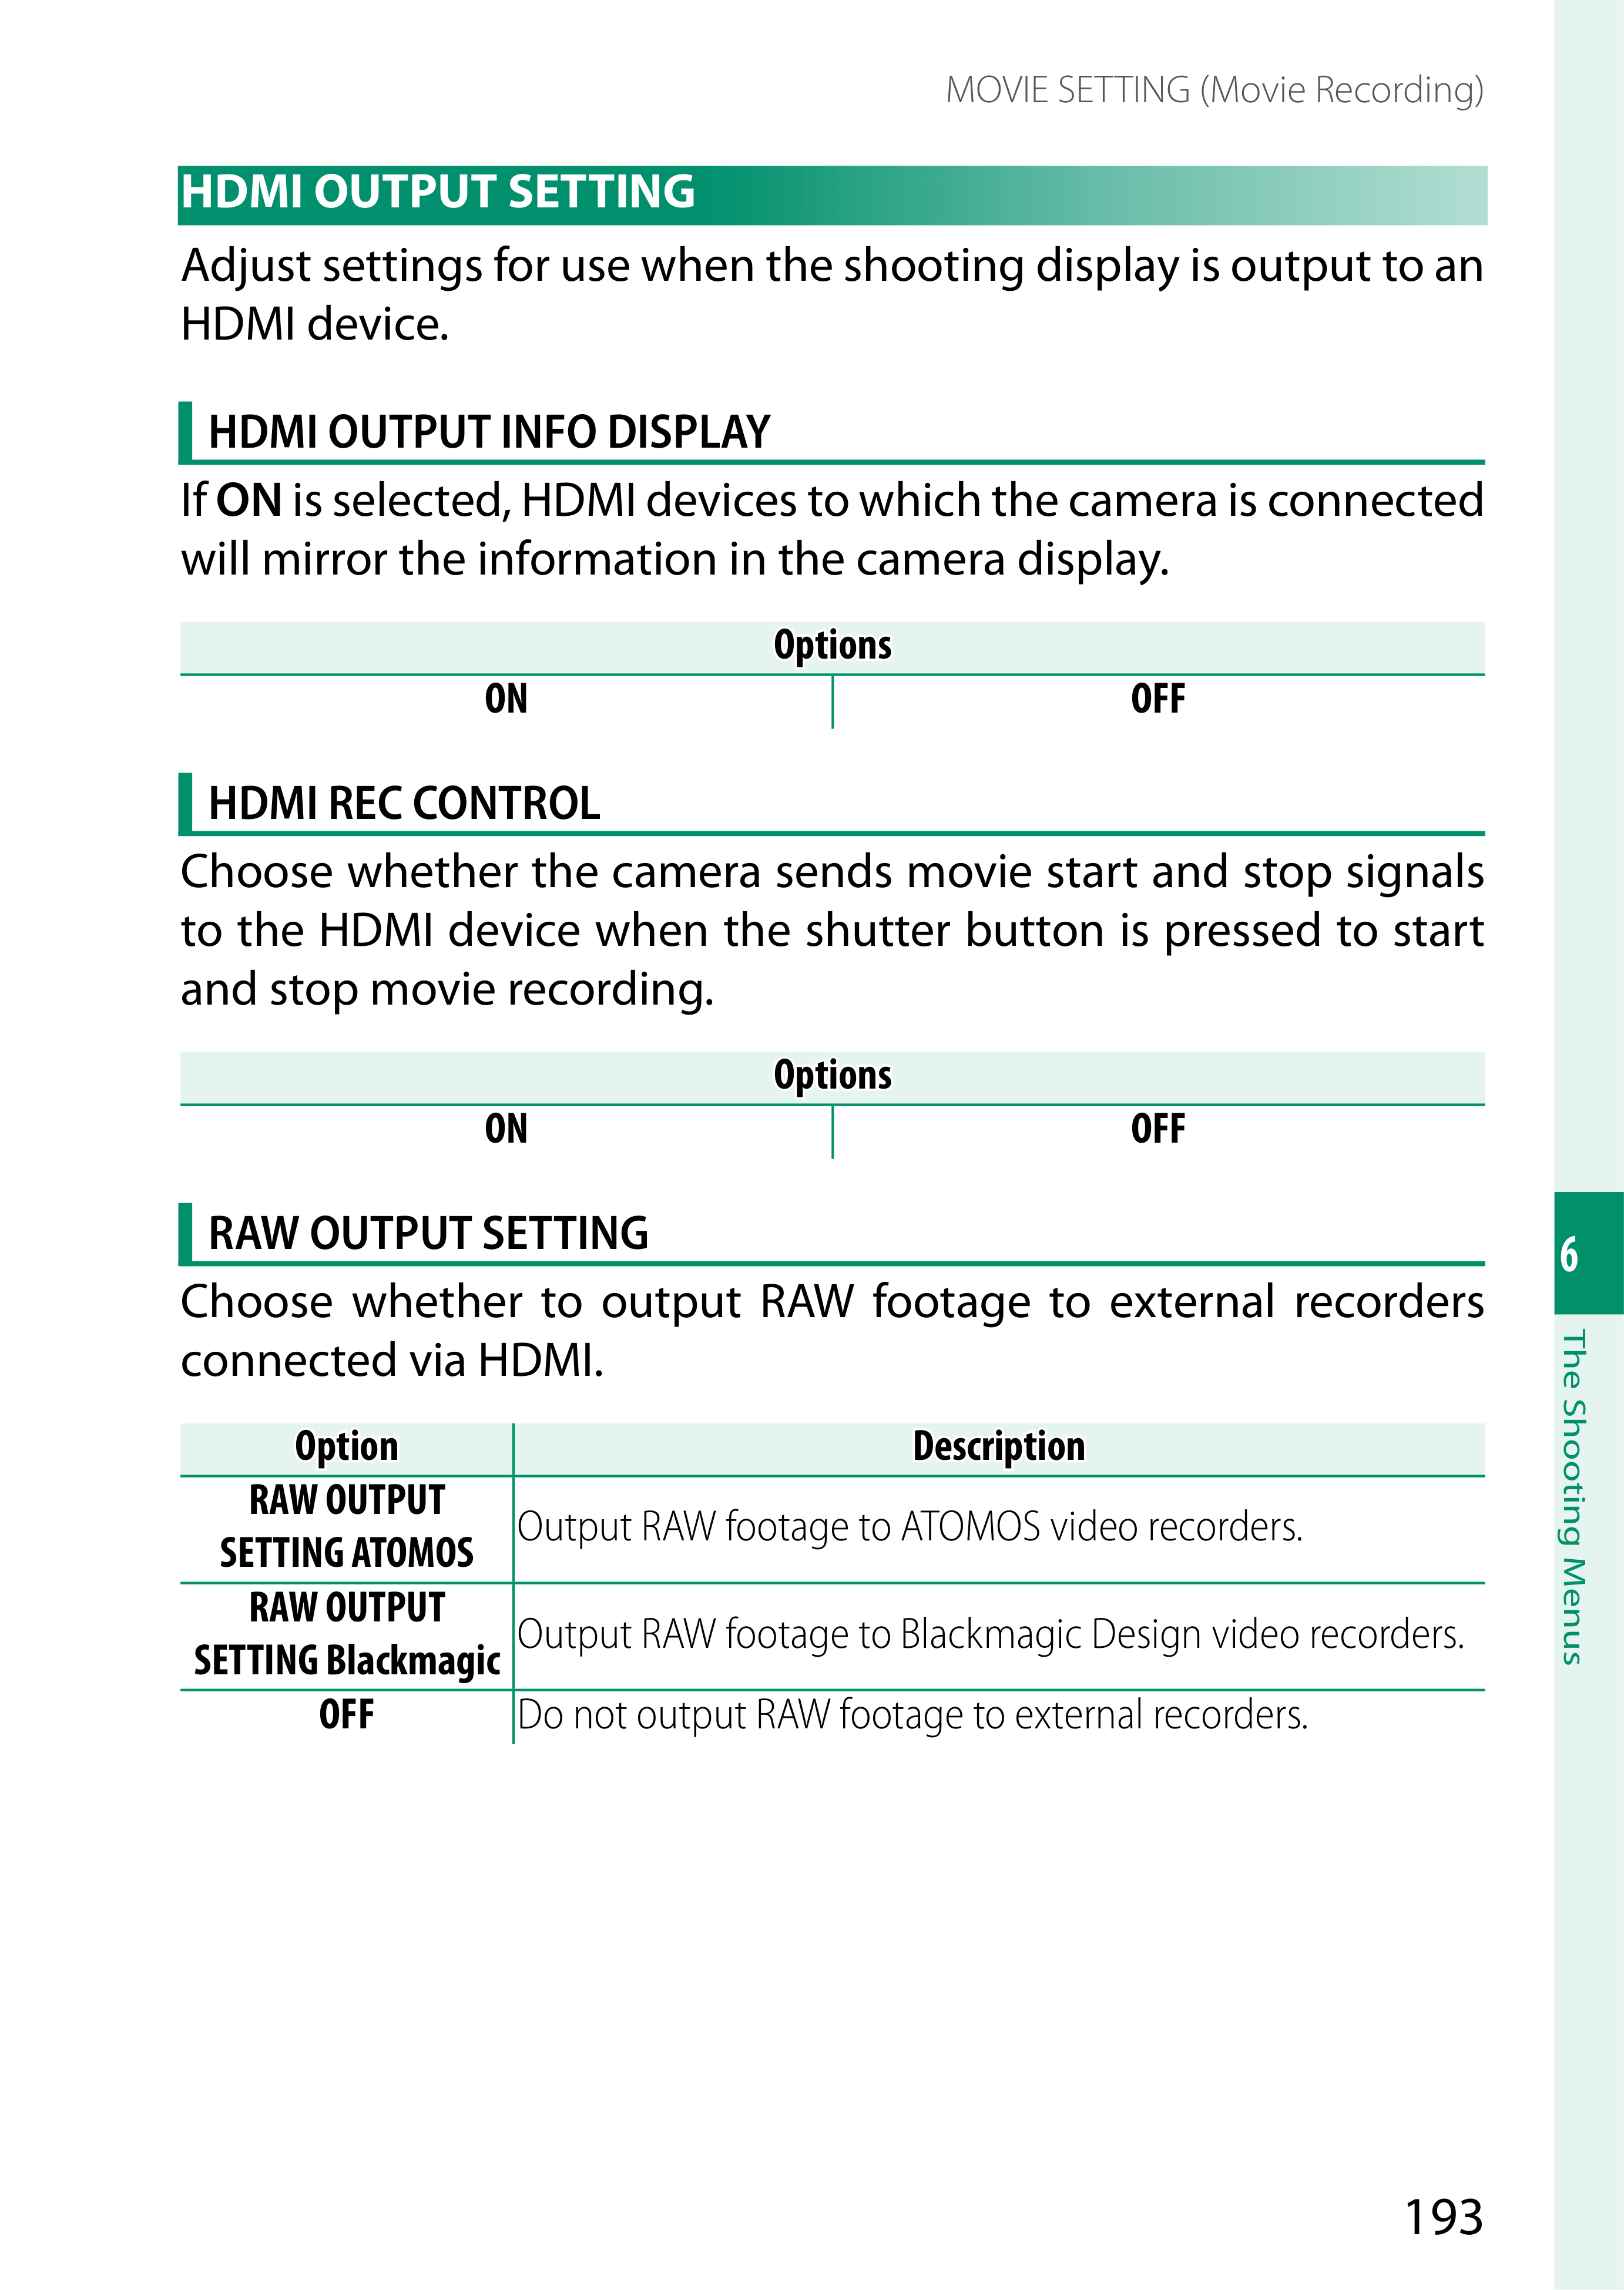 MOVIE SETTING (Movie Recording)
HDMI OUTPUT SETTING
Adjust settings for use when the shooting display is output to an
HDMI device.
HDMI OUTPUT INFO DISPLAY
If ON is selected, HDMI devices to which the camera is connected
will mirror the information in the camera display.
Options
ON OFF
HDMI REC CONTROL
Choose whether the camera sends movie start and stop signals
to the HDMI device when the shutter button is pressed to start
and stop movie recording.
Options
ON OFF
RAW OUTPUT SETTING
Choose whether to output RAW footage to external recorders
connected via HDMI.
Option Description
RAW OUTPUT
SETTING ATOMOS
Output RAW footage to ATOMOS video recorders.
RAW OUTPUT
SETTING Blackmagic
Output RAW footage to Blackmagic Design video recorders.
OFF Do not output RAW footage to external recorders.
6
The Shooting Menus
193